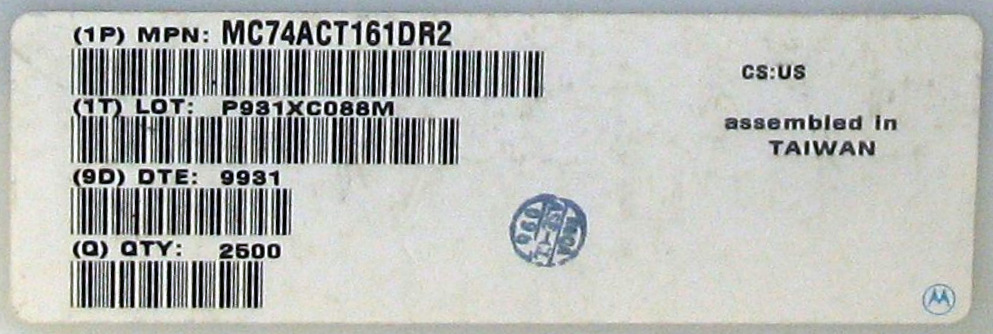 (1P) MPN: MC74ACT161DR2
(1T) LOT: P931XC088M
(9D) DTE: 9931
(Q) QTY: 2500
CS:US
assembled in
TAIWAN